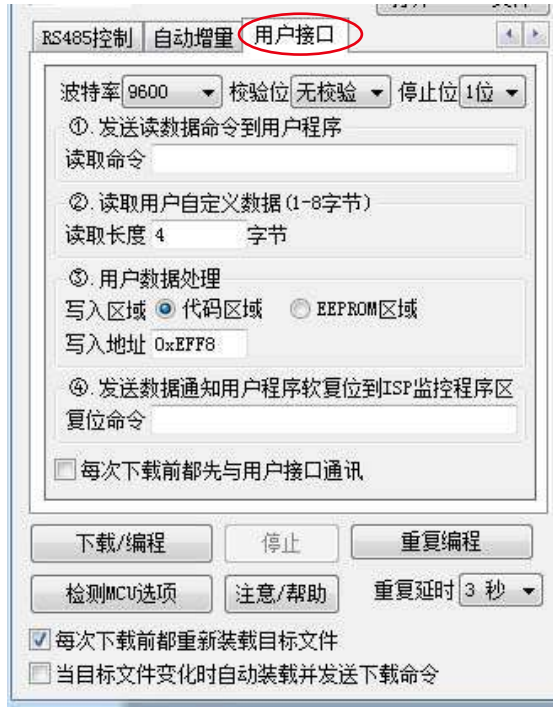 RS485控制 自动增量 用户接口
波特率 9600 校验位 无校验 停止位 1位
①.发送读数据命令到用户程序
读取命令
②.读取用户自定义数据(1-8字节)
读取长度 4 字节
③.用户数据处理
写入区域 代码区域 EEPROM区域
写入地址 0xEFF8
④.发送数据通知用户程序软复位到ISP监控程序区
复位命令
每次下载前都先与用户接口通讯
下载/编程 停止 重复编程
检测MCU选项 注意/帮助 重复延时 3 秒
每次下载前都重新装载目标文件
当目标文件变化时自动装载并发送下载命令